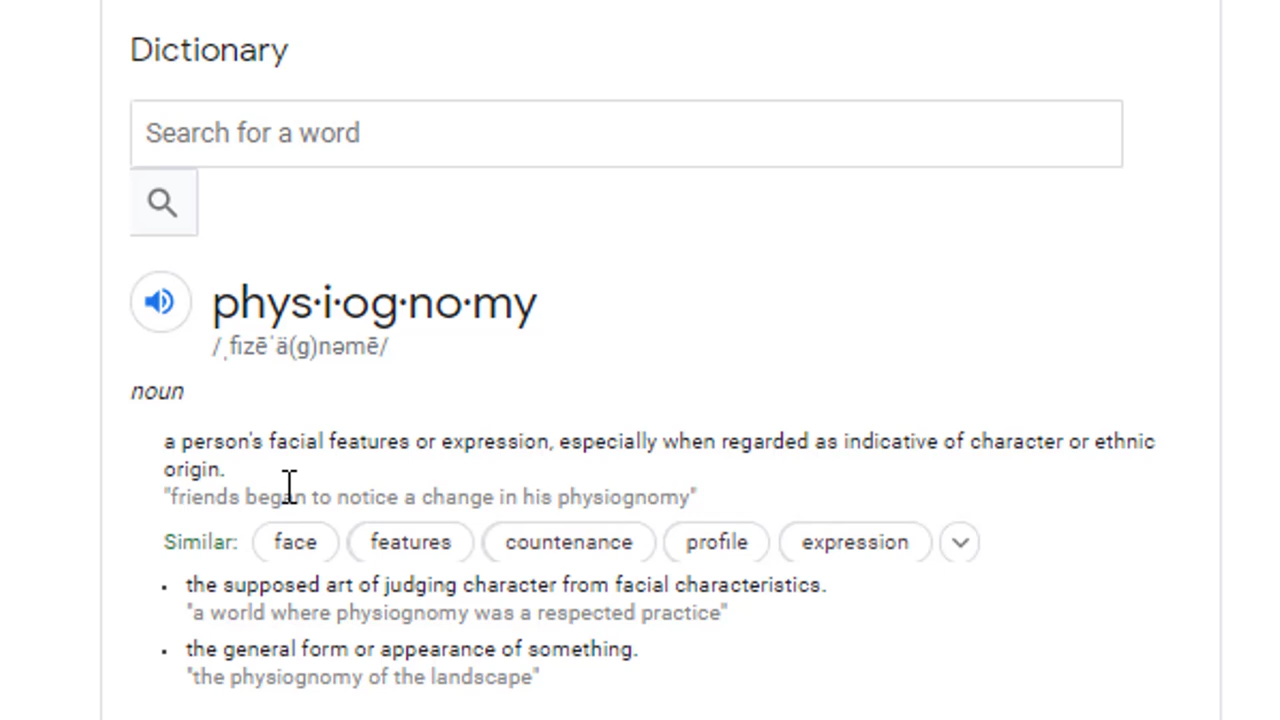 Dictionary
Search for a word
phys·i·og·no·my
/ˌfizēˈä(g)nəmē/
noun
a person's facial features or expression, especially when regarded as indicative of character or ethnic
origin.
"friends began to notice a change in his physiognomy"
Similar: face features countenance profile expression
• the supposed art of judging character from facial characteristics.
"a world where physiognomy was a respected practice"
• the general form or appearance of something.
"the physiognomy of the landscape"